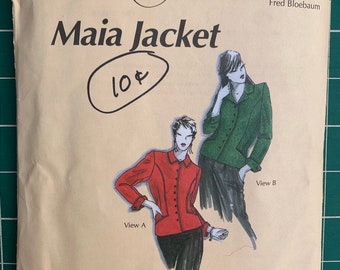 Fred Bloebaum
Maia Jacket
10¢
View B
View A